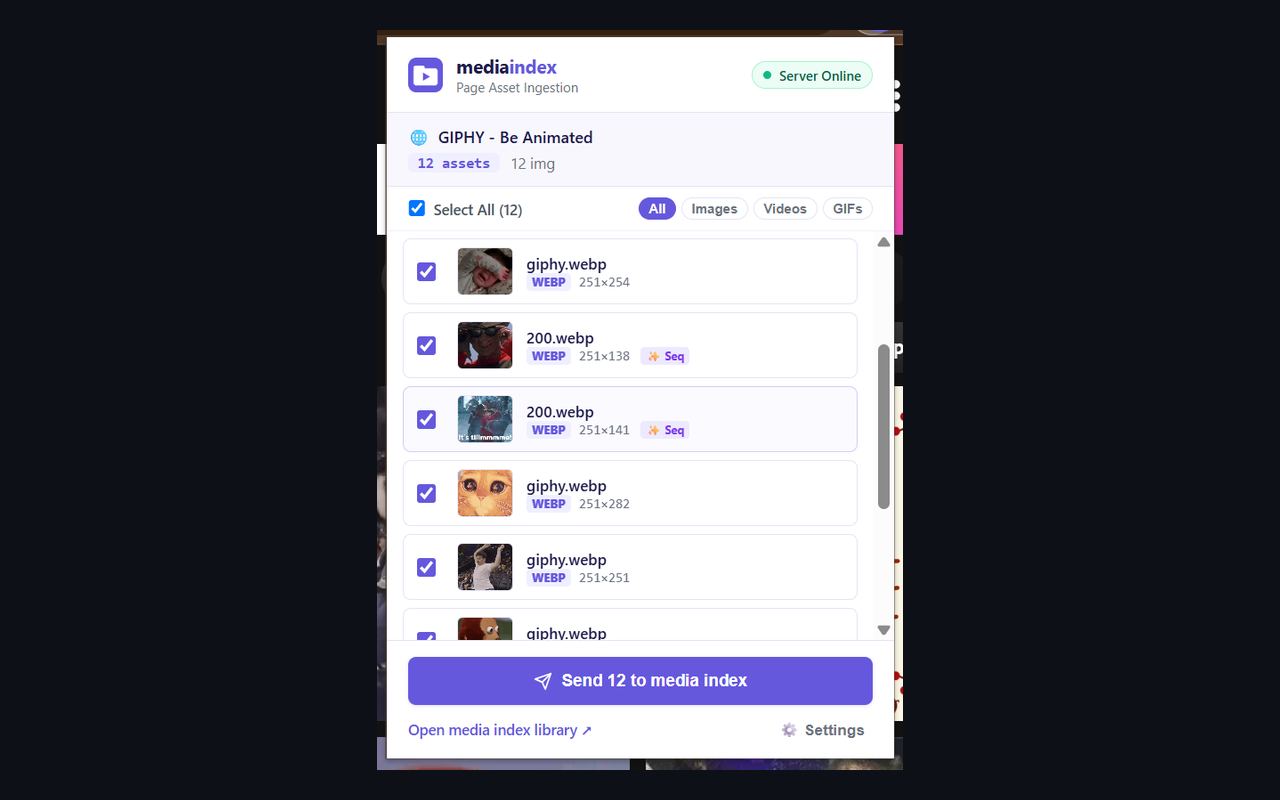 mediaindex
Page Asset Ingestion
Server Online
GIPHY - Be Animated
12 assets 12 img
Select All (12)
All Images Videos GIFs
giphy.webp
WEBP 251×254
200.webp
WEBP 251×138 ✨ Seq
200.webp
WEBP 251×141 ✨ Seq
It's tiiimmmme!
giphy.webp
WEBP 251×282
giphy.webp
WEBP 251×251
giphy.webp
Send 12 to media index
Open media index library ↗
Settings